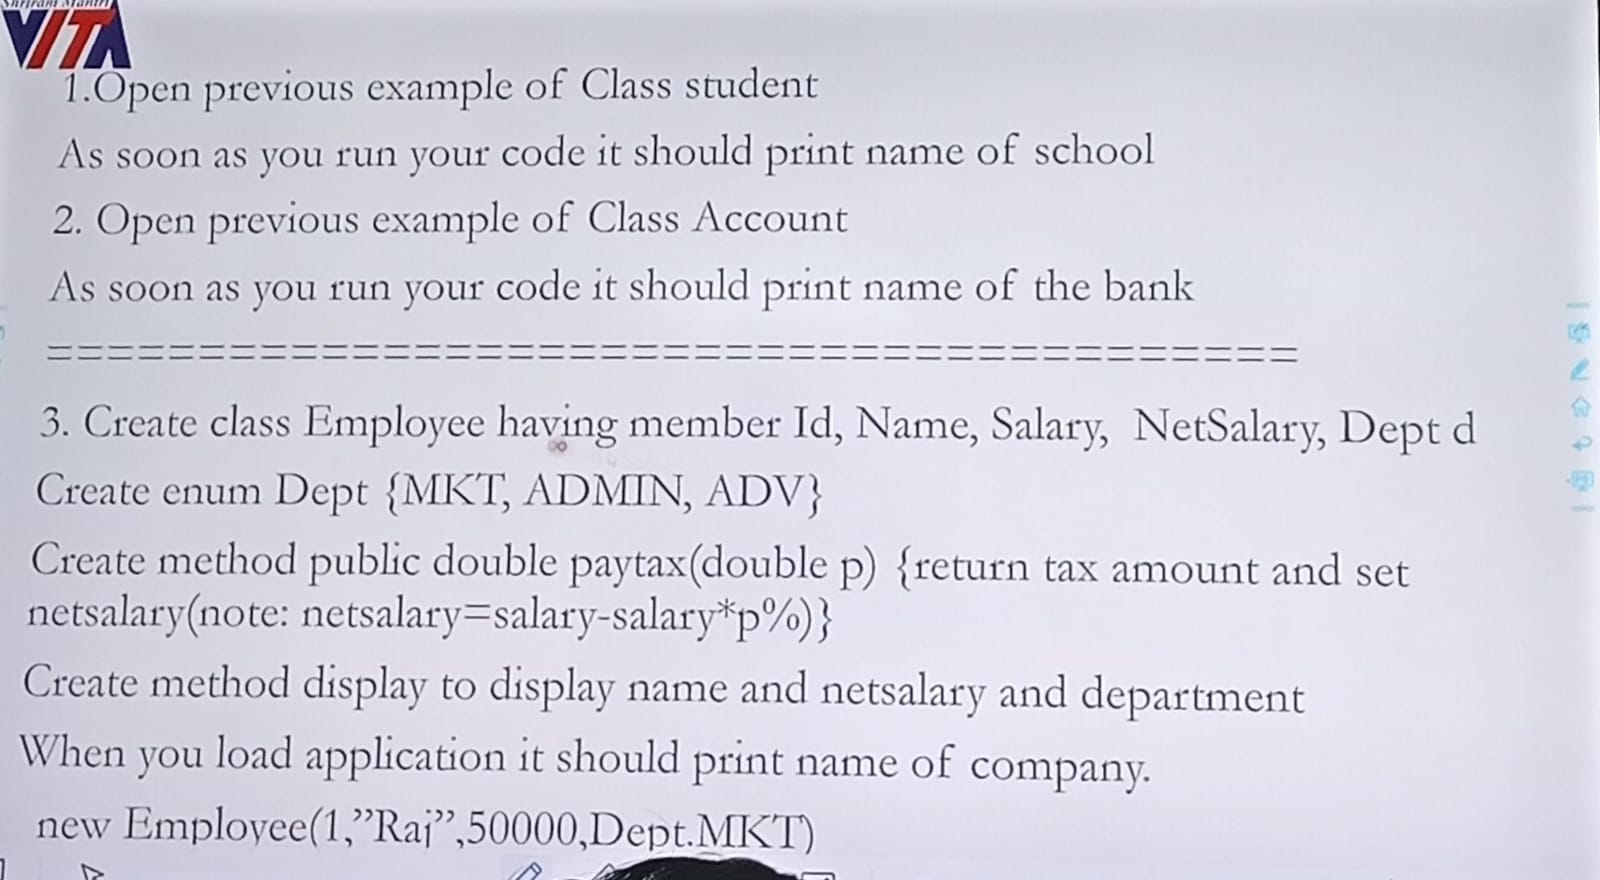 Shriram Mantri
VITA
1.Open previous example of Class student
As soon as you run your code it should print name of school
2. Open previous example of Class Account
As soon as you run your code it should print name of the bank
=========================================
3. Create class Employee having member Id, Name, Salary, NetSalary, Dept d
Create enum Dept {MKT, ADMIN, ADV}
Create method public double paytax(double p) {return tax amount and set
netsalary(note: netsalary=salary-salary*p%)}
Create method display to display name and netsalary and department
When you load application it should print name of company.
new Employee(1,”Raj”,50000,Dept.MKT)